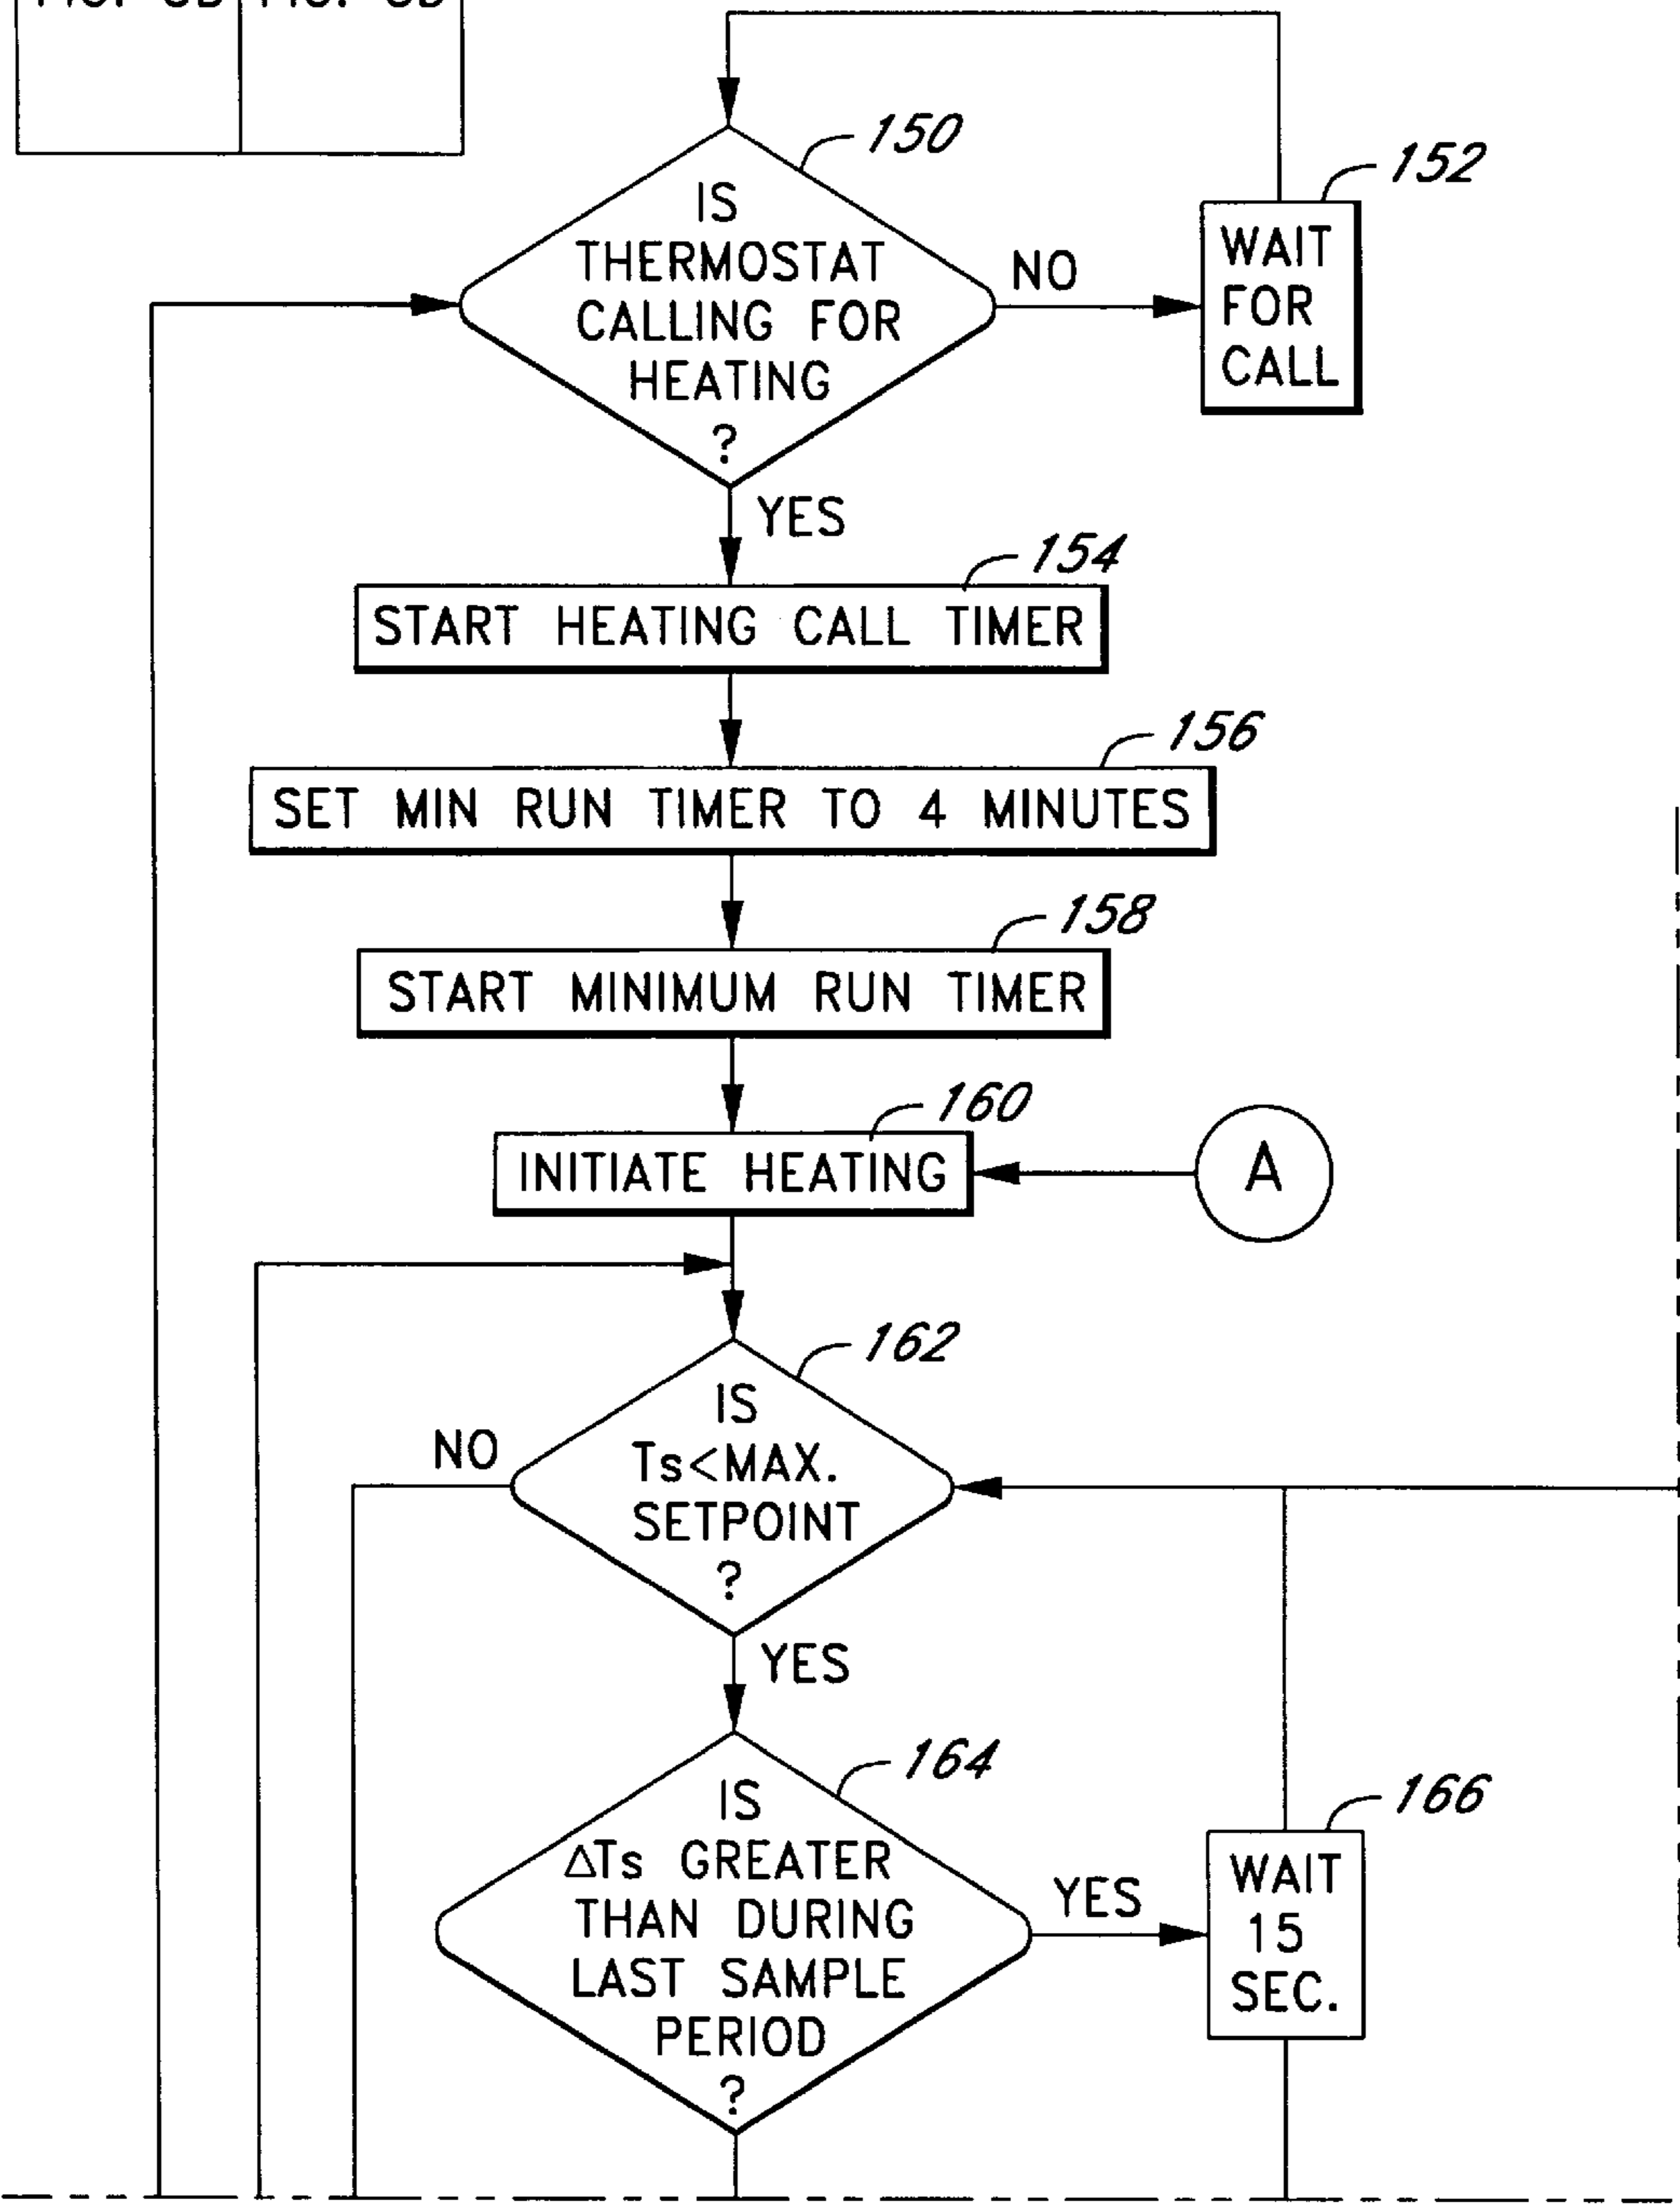 150
IS
THERMOSTAT
CALLING FOR
HEATING
?
NO
152
WAIT
FOR
CALL
YES
154
START HEATING CALL TIMER
156
SET MIN RUN TIMER TO 4 MINUTES
158
START MINIMUM RUN TIMER
160
INITIATE HEATING
A
162
IS
Ts<MAX.
SETPOINT
?
NO
YES
164
IS
ΔTs GREATER
THAN DURING
LAST SAMPLE
PERIOD
?
YES
166
WAIT
15
SEC.